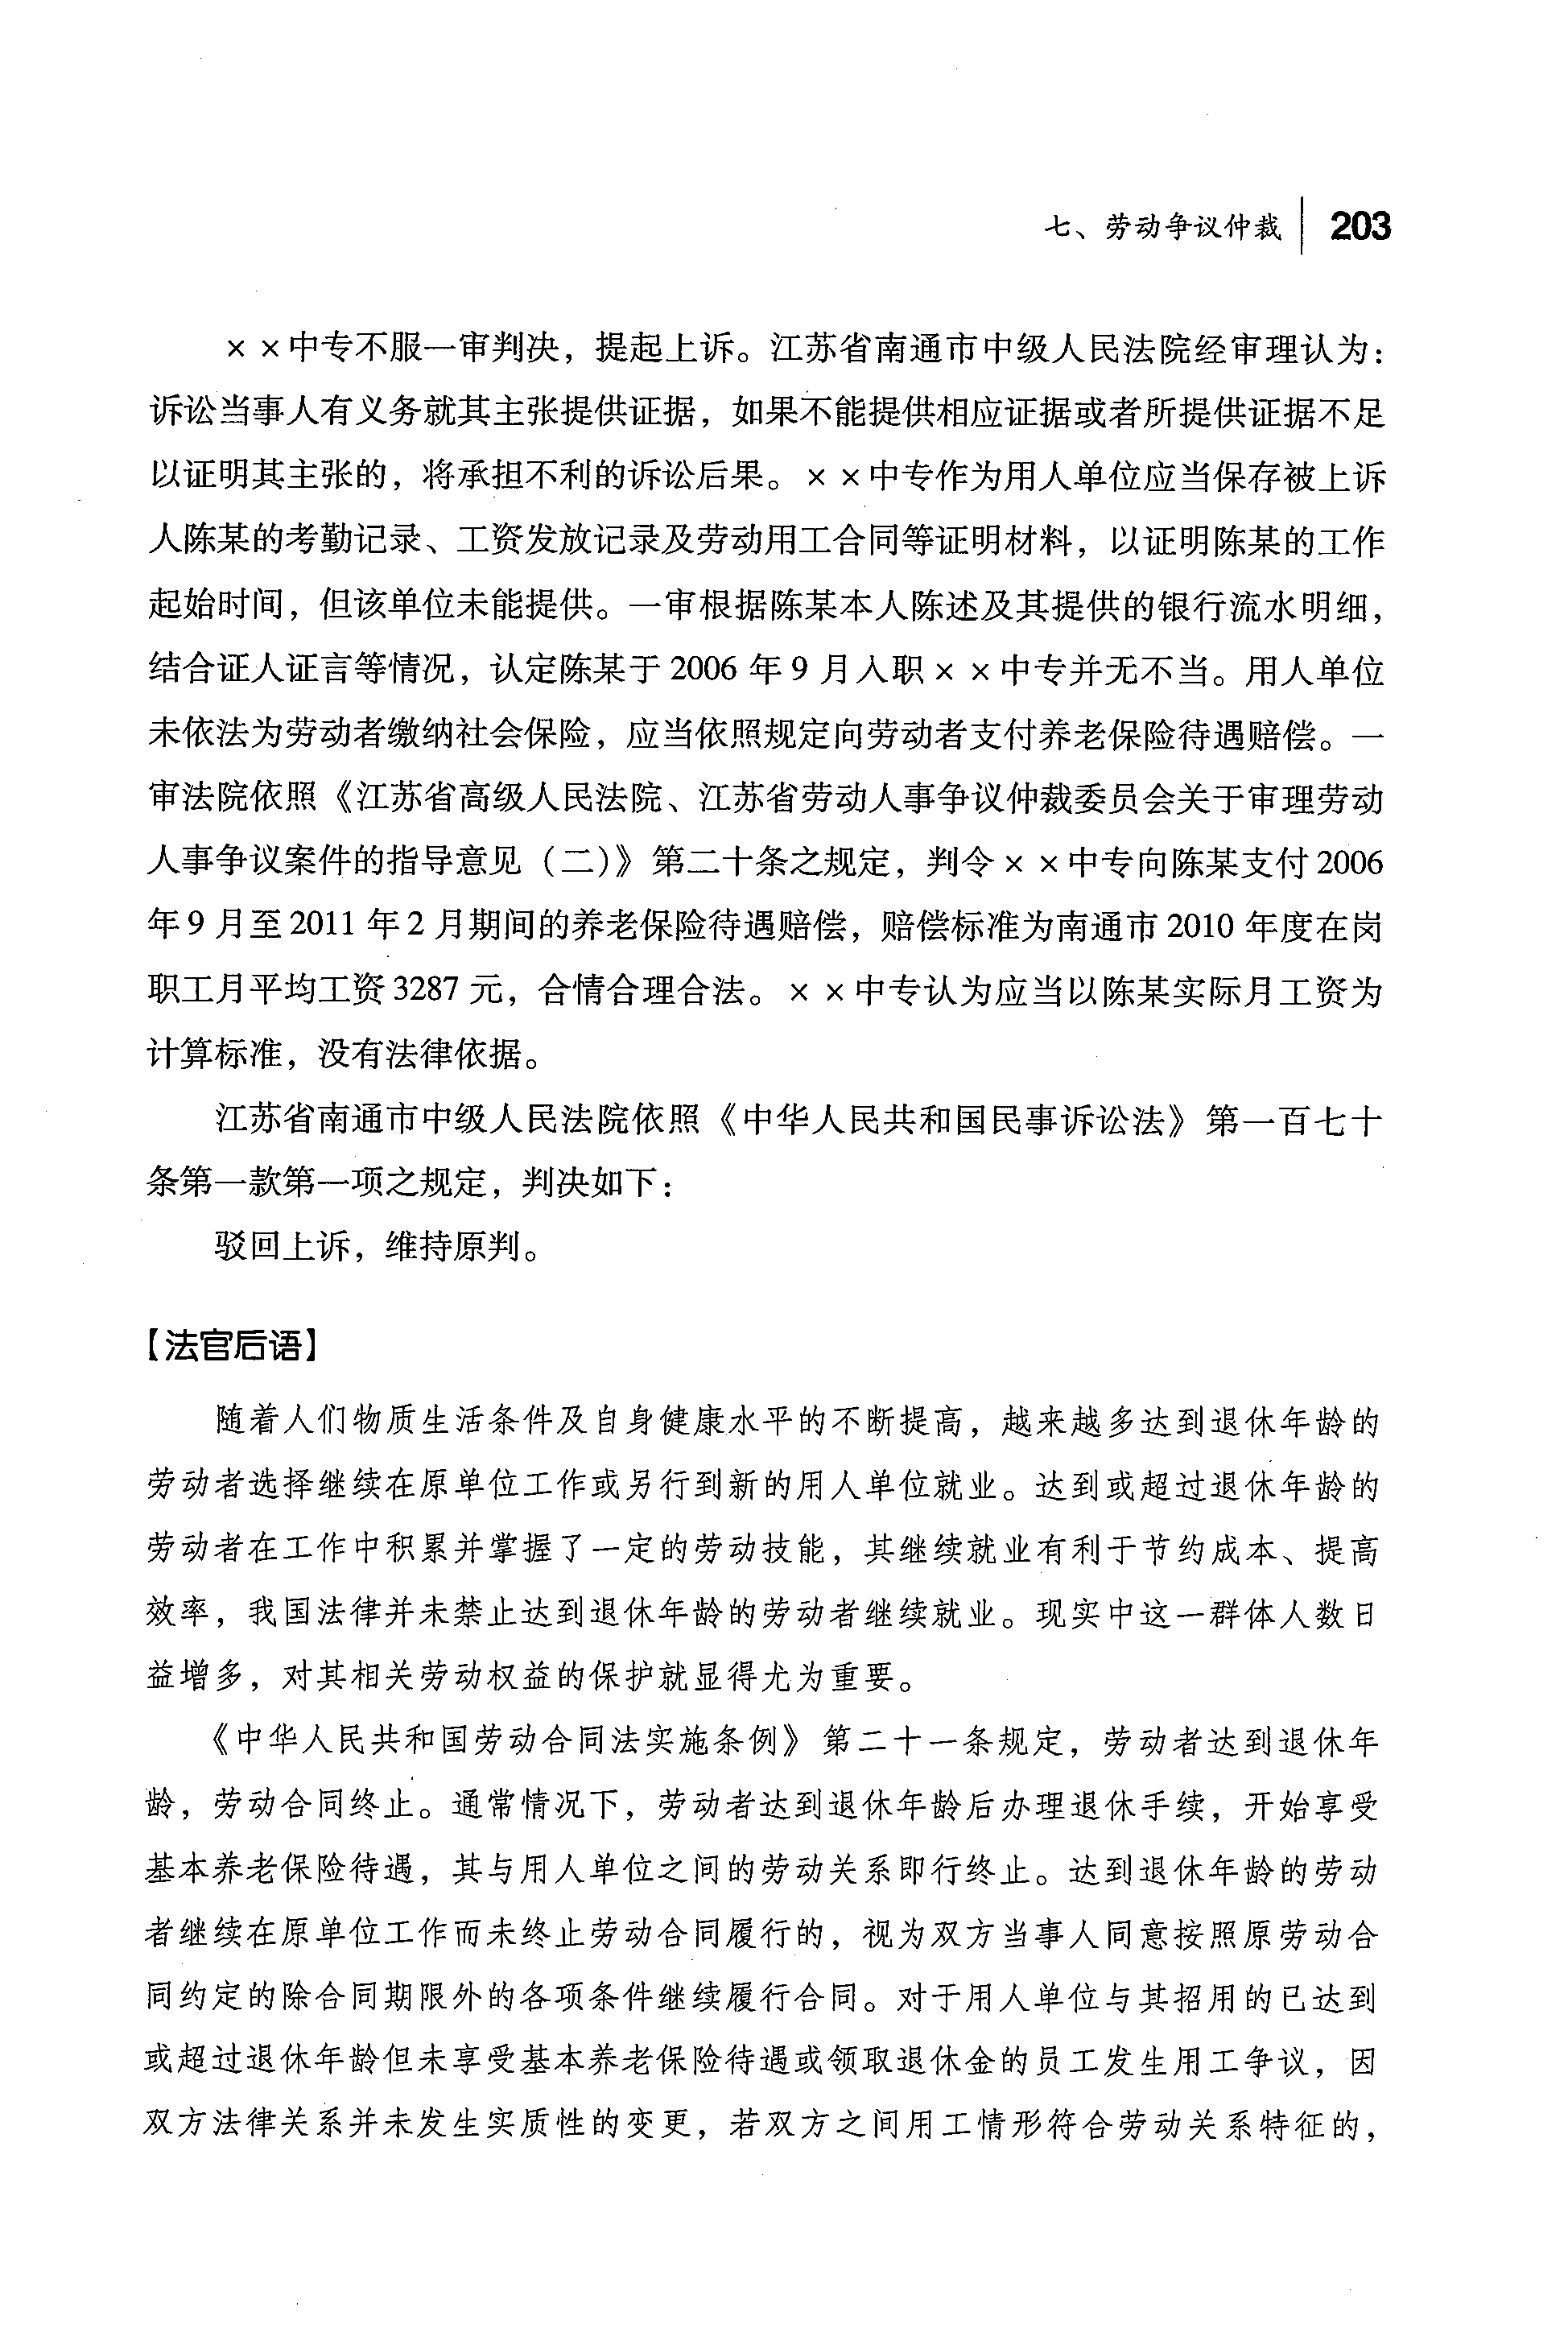 七、劳动争议仲裁 203
××中专不服一审判决，提起上诉。江苏省南通市中级人民法院经审理认为：
诉讼当事人有义务就其主张提供证据，如果不能提供相应证据或者所提供证据不足
以证明其主张的，将承担不利的诉讼后果。××中专作为用人单位应当保存被上诉
人陈某的考勤记录、工资发放记录及劳动用工合同等证明材料，以证明陈某的工作
起始时间，但该单位未能提供。一审根据陈某本人陈述及其提供的银行流水明细，
结合证人证言等情况，认定陈某于2006年9月入职××中专并无不当。用人单位
未依法为劳动者缴纳社会保险，应当依照规定向劳动者支付养老保险待遇赔偿。一
审法院依照《江苏省高级人民法院、江苏省劳动人事争议仲裁委员会关于审理劳动
人事争议案件的指导意见（二）》第二十条之规定，判令××中专向陈某支付2006
年9月至2011年2月期间的养老保险待遇赔偿，赔偿标准为南通市2010年度在岗
职工月平均工资3287元，合情合理合法。××中专认为应当以陈某实际月工资为
计算标准，没有法律依据。
江苏省南通市中级人民法院依照《中华人民共和国民事诉讼法》第一百七十
条第一款第一项之规定，判决如下：
驳回上诉，维持原判。
【法官后语】
随着人们物质生活条件及自身健康水平的不断提高，越来越多达到退休年龄的
劳动者选择继续在原单位工作或另行到新的用人单位就业。达到或超过退休年龄的
劳动者在工作中积累并掌握了一定的劳动技能，其继续就业有利于节约成本、提高
效率，我国法律并未禁止达到退休年龄的劳动者继续就业。现实中这一群体人数日
益增多，对其相关劳动权益的保护就显得尤为重要。
《中华人民共和国劳动合同法实施条例》第二十一条规定，劳动者达到退休年
龄，劳动合同终止。通常情况下，劳动者达到退休年龄后办理退休手续，开始享受
基本养老保险待遇，其与用人单位之间的劳动关系即行终止。达到退休年龄的劳动
者继续在原单位工作而未终止劳动合同履行的，视为双方当事人同意按照原劳动合
同约定的除合同期限外的各项条件继续履行合同。对于用人单位与其招用的已达到
或超过退休年龄但未享受基本养老保险待遇或领取退休金的员工发生用工争议，因
双方法律关系并未发生实质性的变更，若双方之间用工情形符合劳动关系特征的，